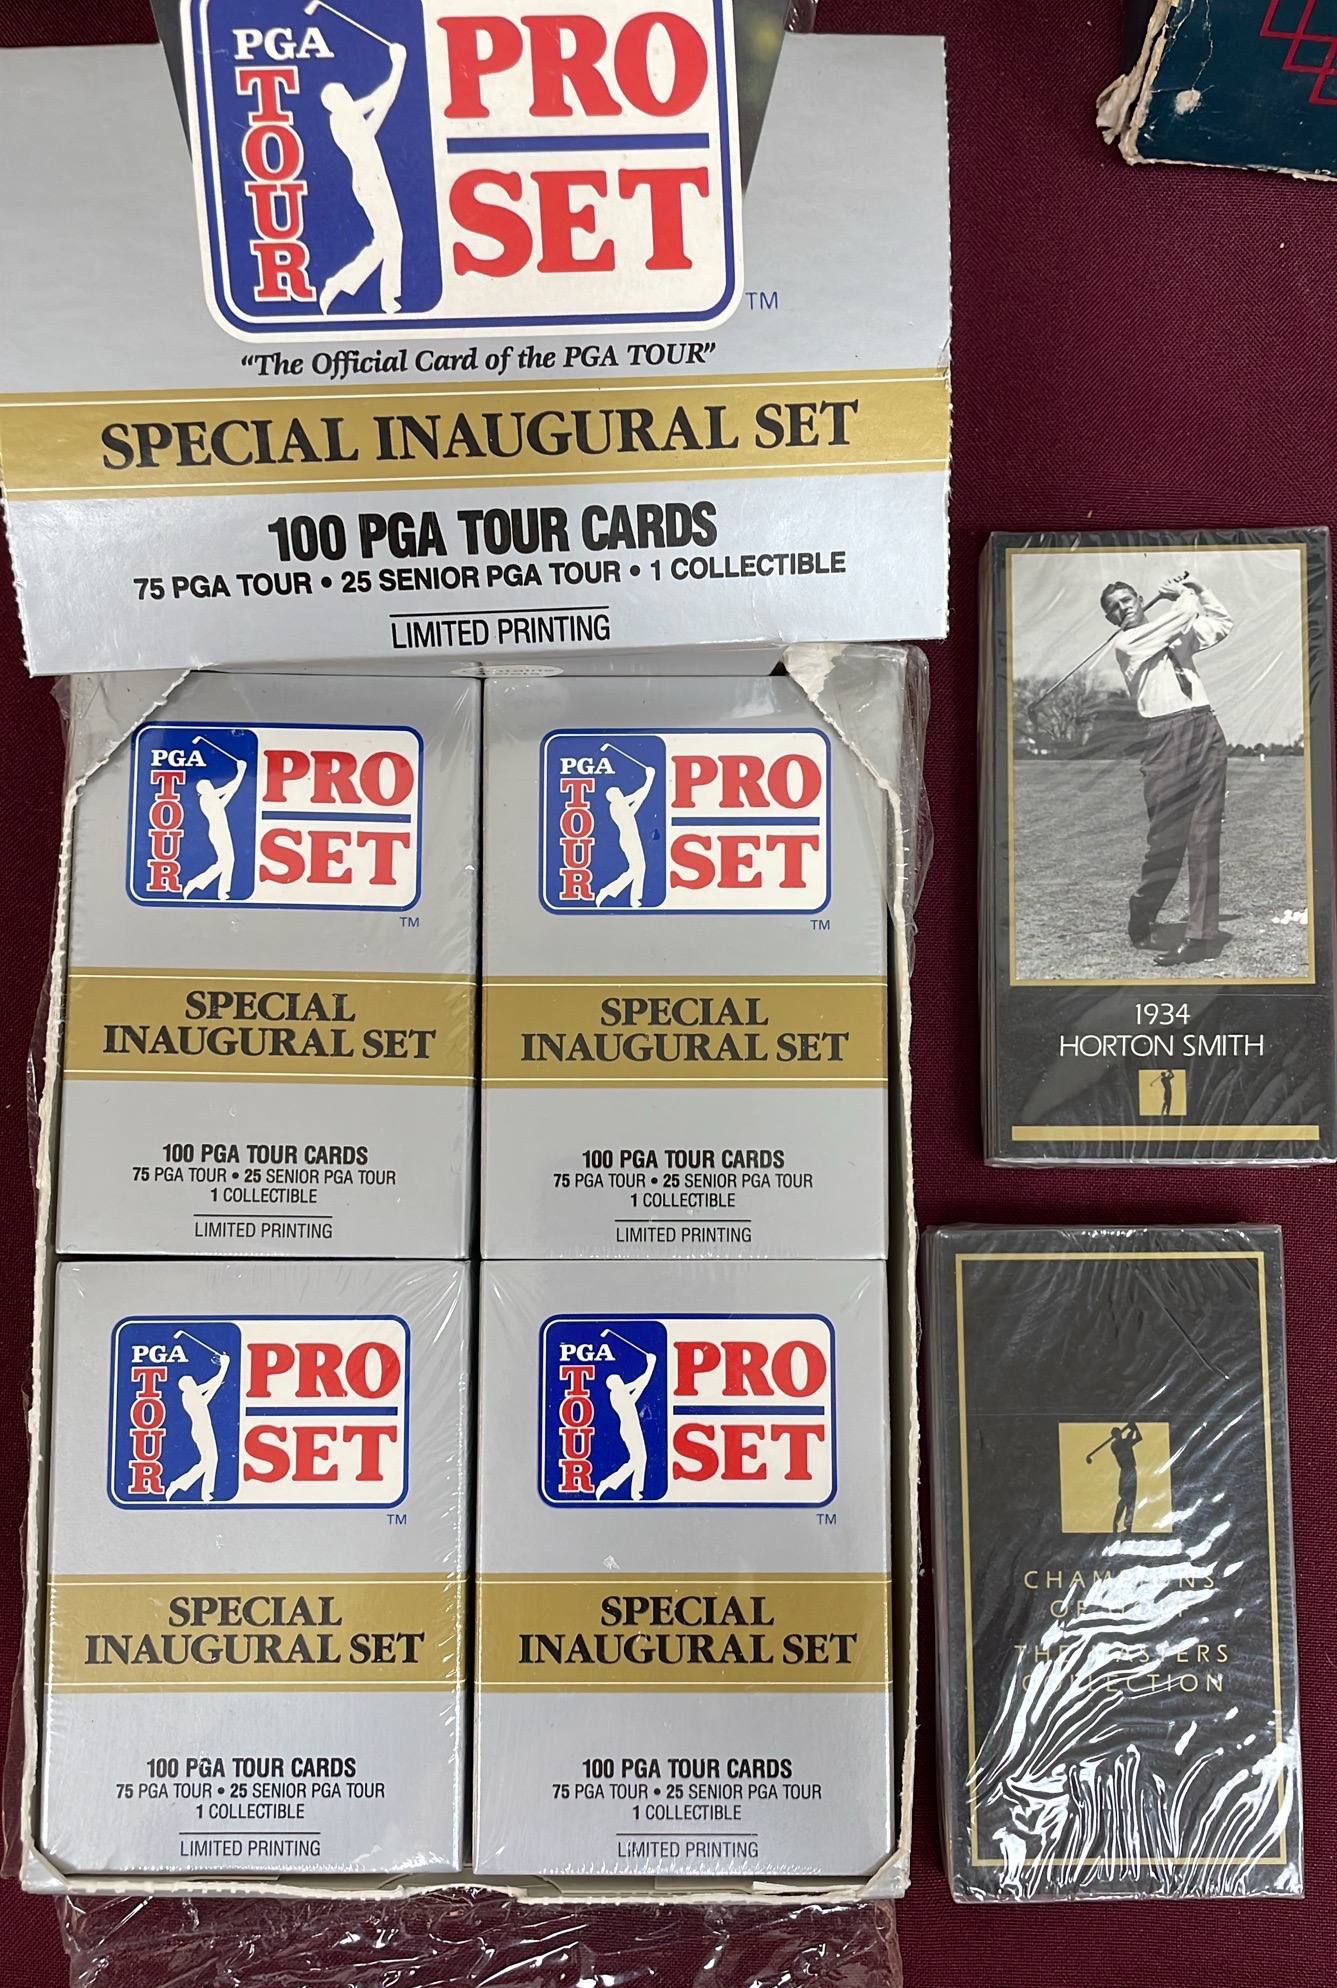 PGA
TOUR
PRO
SET
TM
"The Official Card of the PGA TOUR"
SPECIAL INAUGURAL SET
100 PGA TOUR CARDS
75 PGA TOUR • 25 SENIOR PGA TOUR • 1 COLLECTIBLE
LIMITED PRINTING
PGA
TOUR
PRO
SET
TM
SPECIAL
INAUGURAL SET
100 PGA TOUR CARDS
75 PGA TOUR • 25 SENIOR PGA TOUR
1 COLLECTIBLE
LIMITED PRINTING
PGA
TOUR
PRO
SET
TM
SPECIAL
INAUGURAL SET
100 PGA TOUR CARDS
75 PGA TOUR • 25 SENIOR PGA TOUR
1 COLLECTIBLE
LIMITED PRINTING
PGA
TOUR
PRO
SET
TM
SPECIAL
INAUGURAL SET
100 PGA TOUR CARDS
75 PGA TOUR • 25 SENIOR PGA TOUR
1 COLLECTIBLE
LIMITED PRINTING
PGA
TOUR
PRO
SET
TM
SPECIAL
INAUGURAL SET
100 PGA TOUR CARDS
75 PGA TOUR • 25 SENIOR PGA TOUR
1 COLLECTIBLE
LIMITED PRINTING
1934
HORTON SMITH
CHAMPIONS
OF GOLF
THE MASTERS
COLLECTION